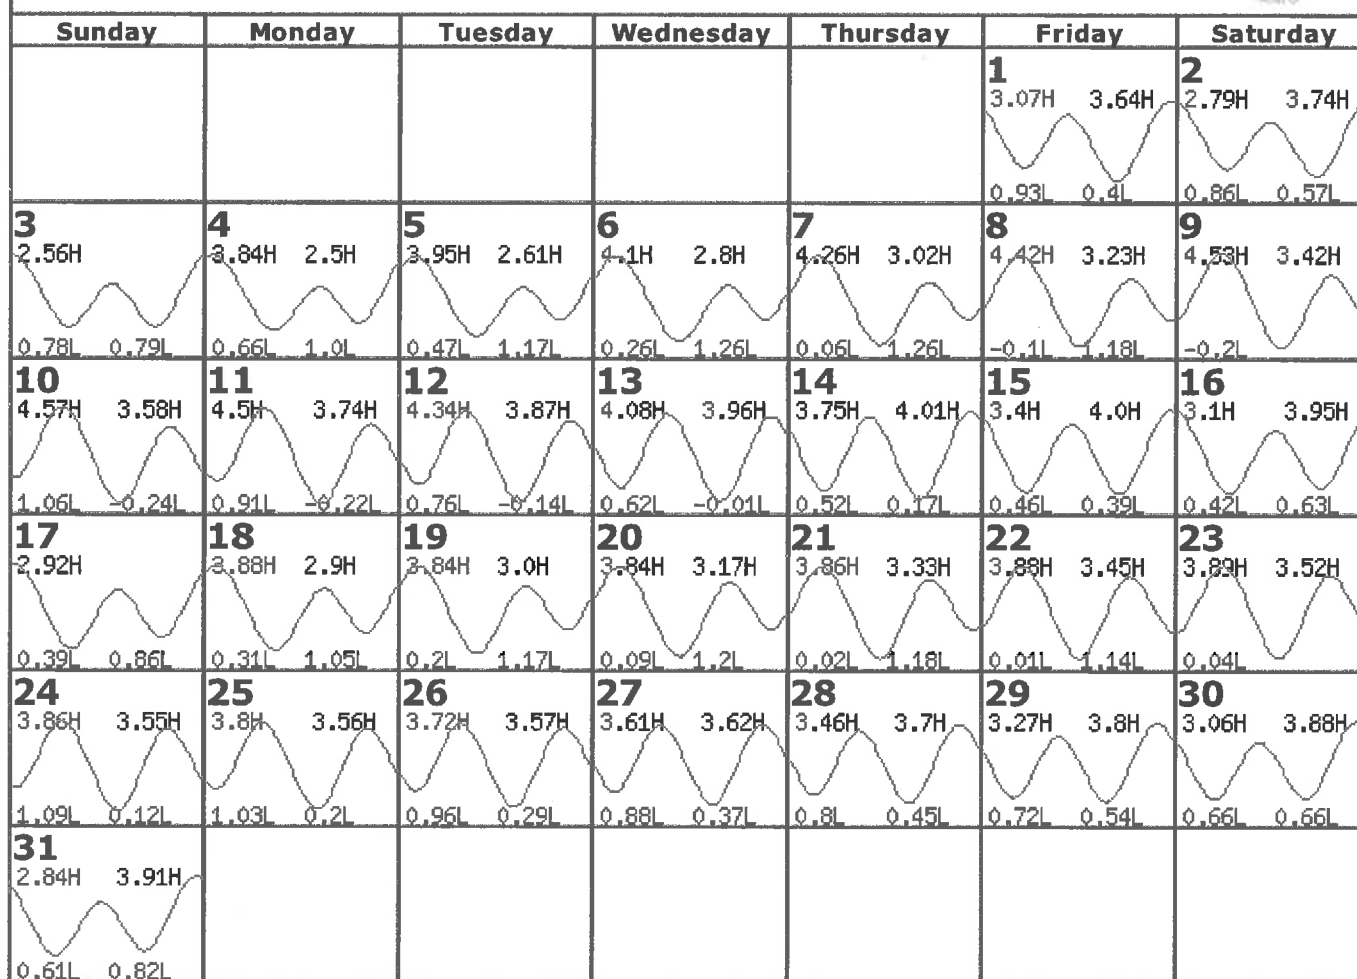 Sunday Monday Tuesday Wednesday Thursday Friday Saturday
1 2
3.07H 3.64H 2.79H 3.74H
0.93L 0.4L 0.86L 0.57L
3 4 5 6 7 8 9
2.56H 3.84H 2.5H 3.95H 2.61H 4.1H 2.8H 4.26H 3.02H 4.42H 3.23H 4.53H 3.42H
0.78L 0.79L 0.66L 1.0L 0.47L 1.17L 0.26L 1.26L 0.06L 1.26L -0.1L 1.18L -0.2L
10 11 12 13 14 15 16
4.57H 3.58H 4.5H 3.74H 4.34H 3.87H 4.08H 3.96H 3.75H 4.01H 3.4H 4.0H 3.1H 3.95H
1.06L -0.24L 0.91L -0.22L 0.76L -0.14L 0.62L -0.01L 0.52L 0.17L 0.46L 0.39L 0.42L 0.63L
17 18 19 20 21 22 23
2.92H 3.88H 2.9H 3.84H 3.0H 3.84H 3.17H 3.86H 3.33H 3.88H 3.45H 3.89H 3.52H
0.39L 0.86L 0.31L 1.05L 0.2L 1.17L 0.09L 1.2L 0.02L 1.18L 0.01L 1.14L 0.04L
24 25 26 27 28 29 30
3.86H 3.55H 3.8H 3.56H 3.72H 3.57H 3.61H 3.62H 3.46H 3.7H 3.27H 3.8H 3.06H 3.88H
1.09L 0.12L 1.03L 0.2L 0.96L 0.29L 0.88L 0.37L 0.8L 0.45L 0.72L 0.54L 0.66L 0.66L
31
2.84H 3.91H
0.61L 0.82L